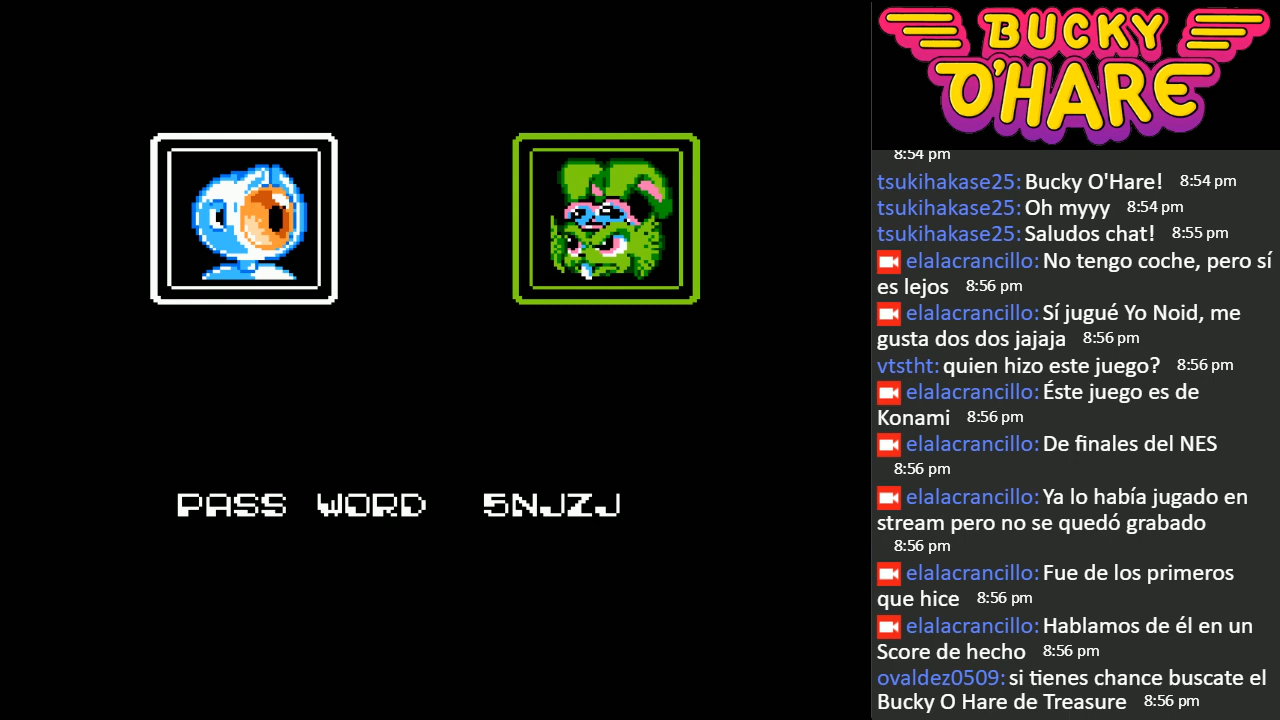 PASS WORD 5NJZJ
BUCKY
O'HARE
8:54 pm
tsukihakase25: Bucky O'Hare! 8:54 pm
tsukihakase25: Oh myyy 8:54 pm
tsukihakase25: Saludos chat! 8:55 pm
elalacrancillo: No tengo coche, pero sí
es lejos 8:56 pm
elalacrancillo: Sí jugué Yo Noid, me
gusta dos dos jajaja 8:56 pm
vtstht: quien hizo este juego? 8:56 pm
elalacrancillo: Éste juego es de
Konami 8:56 pm
elalacrancillo: De finales del NES
8:56 pm
elalacrancillo: Ya lo había jugado en
stream pero no se quedó grabado
8:56 pm
elalacrancillo: Fue de los primeros
que hice 8:56 pm
elalacrancillo: Hablamos de él en un
Score de hecho 8:56 pm
ovaldez0509: si tienes chance buscate el
Bucky O Hare de Treasure 8:56 pm